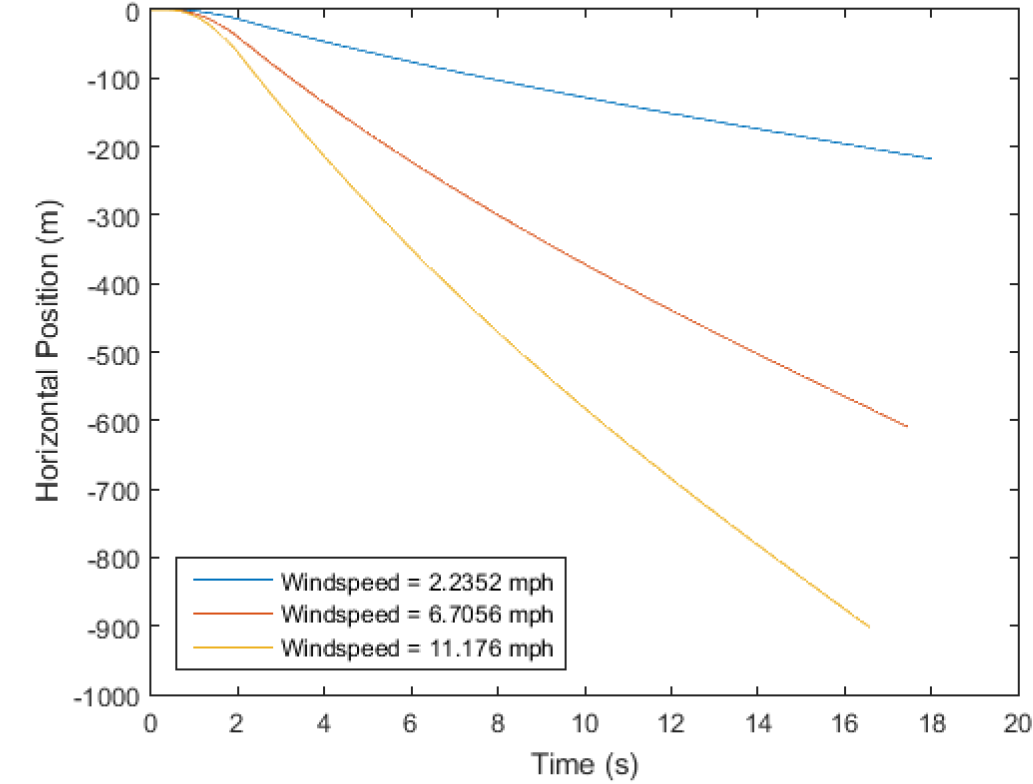 0
-100
-200
-300
-400
-500
-600
-700
-800
-900
-1000
Horizontal Position (m)
Windspeed = 2.2352 mph
Windspeed = 6.7056 mph
Windspeed = 11.176 mph
0 2 4 6 8 10 12 14 16 18 20
Time (s)